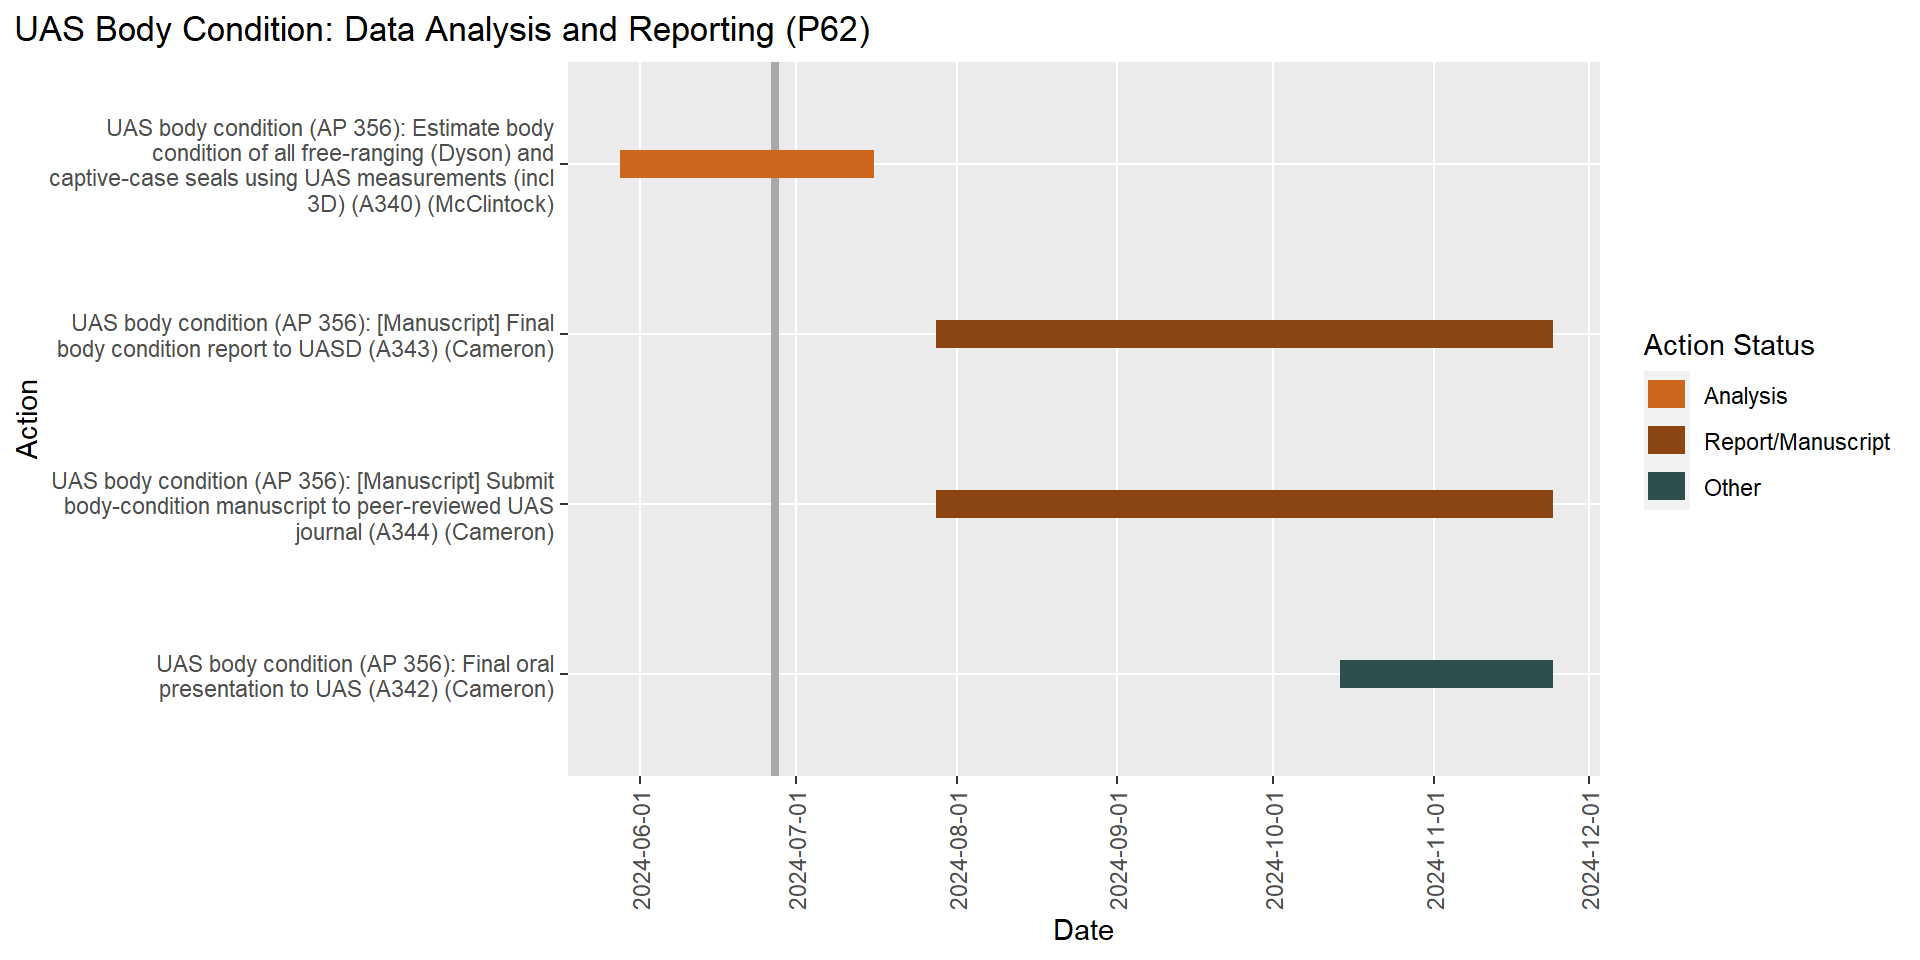 UAS Body Condition: Data Analysis and Reporting (P62)
UAS body condition (AP 356): Estimate body
condition of all free-ranging (Dyson) and
captive-case seals using UAS measurements (incl
3D) (A340) (McClintock)
UAS body condition (AP 356): [Manuscript] Final
body condition report to UASD (A343) (Cameron)
UAS body condition (AP 356): [Manuscript] Submit
body-condition manuscript to peer-reviewed UAS
journal (A344) (Cameron)
UAS body condition (AP 356): Final oral
presentation to UAS (A342) (Cameron)
Action
2024-06-01
2024-07-01
2024-08-01
2024-09-01
2024-10-01
2024-11-01
2024-12-01
Date
Action Status
Analysis
Report/Manuscript
Other